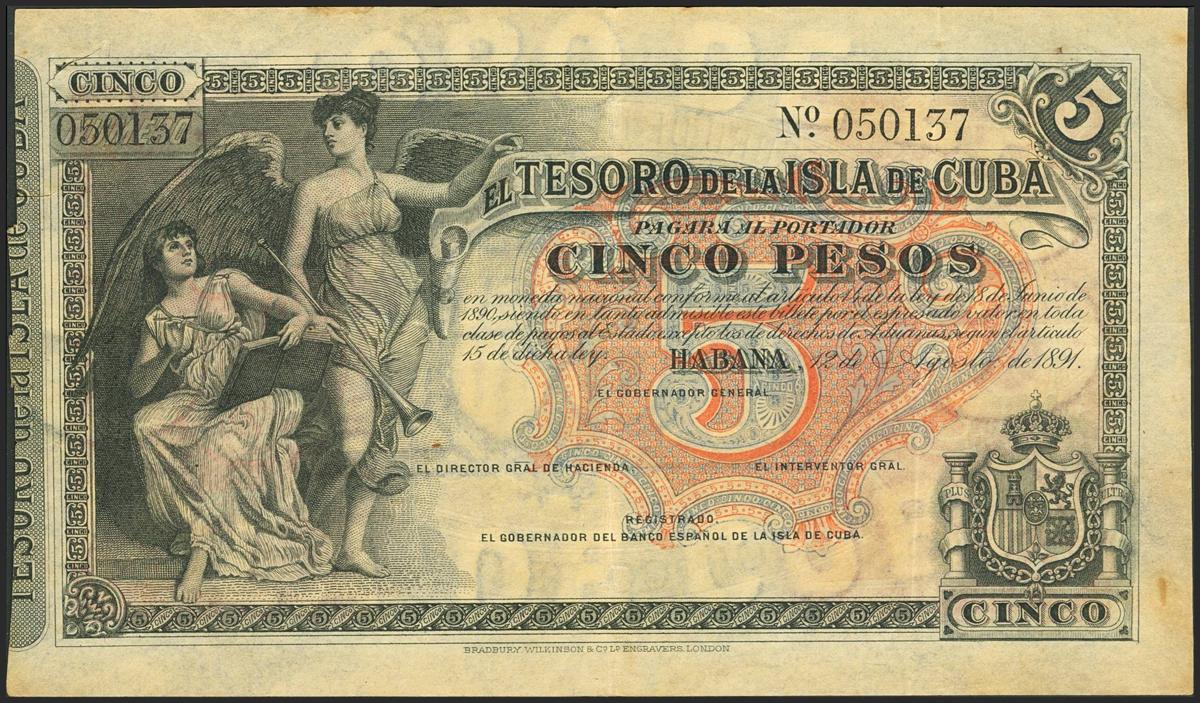 CINCO
050137
Nº. 050137
5
EL TESORO DE LA ISLA DE CUBA
PAGARA AL PORTADOR
CINCO PESOS
en moneda nacional conforme al artículo 14 de la ley de 18 de Junio de
1890, siendo en tanto admisible este billete por el espresado valor en toda
clase de pagos al Estado, excepto los de derechos de Aduanas, segun el artículo
15 de dicha ley.
HABANA, 12 de Agosto de 1891.
5
EL GOBERNADOR GENERAL
EL DIRECTOR GRAL DE HACIENDA
EL INTERVENTOR GRAL.
REGISTRADO.
EL GOBERNADOR DEL BANCO ESPAÑOL DE LA ISLA DE CUBA.
PLUS
ULTRA
CINCO
BRADBURY, WILKINSON & Cº Lº ENGRAVERS, LONDON
TESORO de la ISLA de CUBA